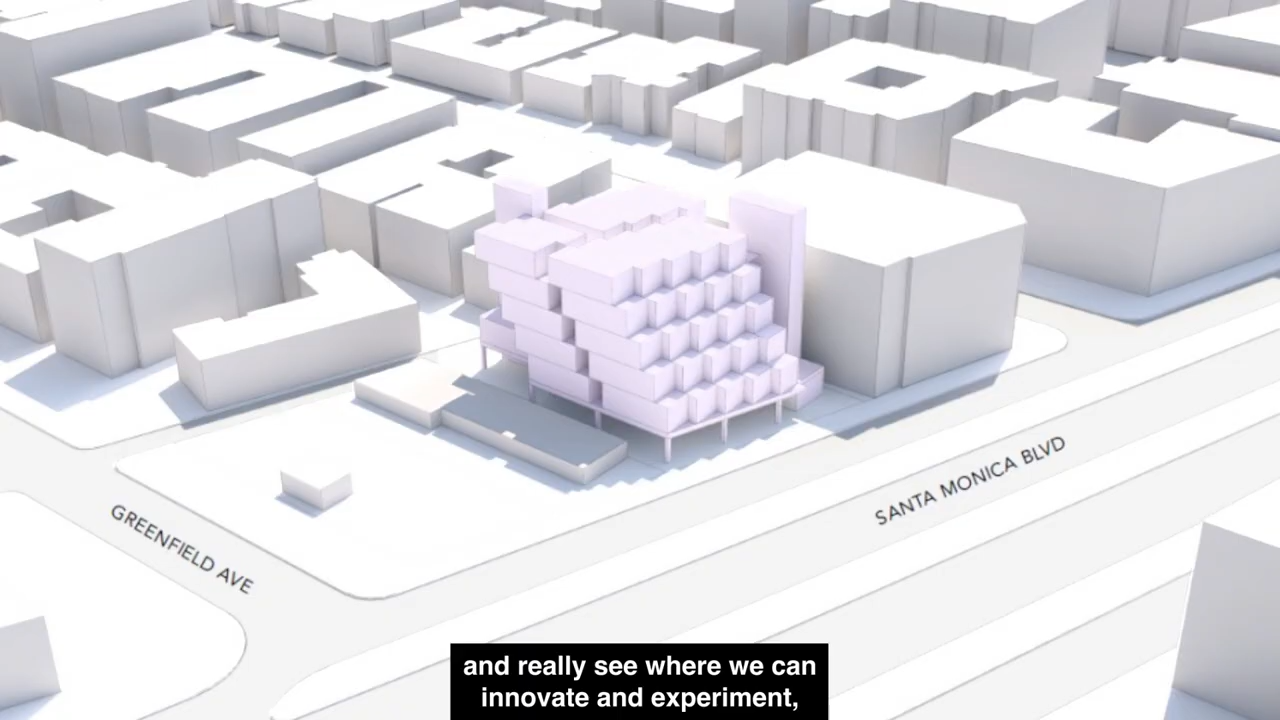 GREENFIELD AVE
SANTA MONICA BLVD
and really see where we can
innovate and experiment,